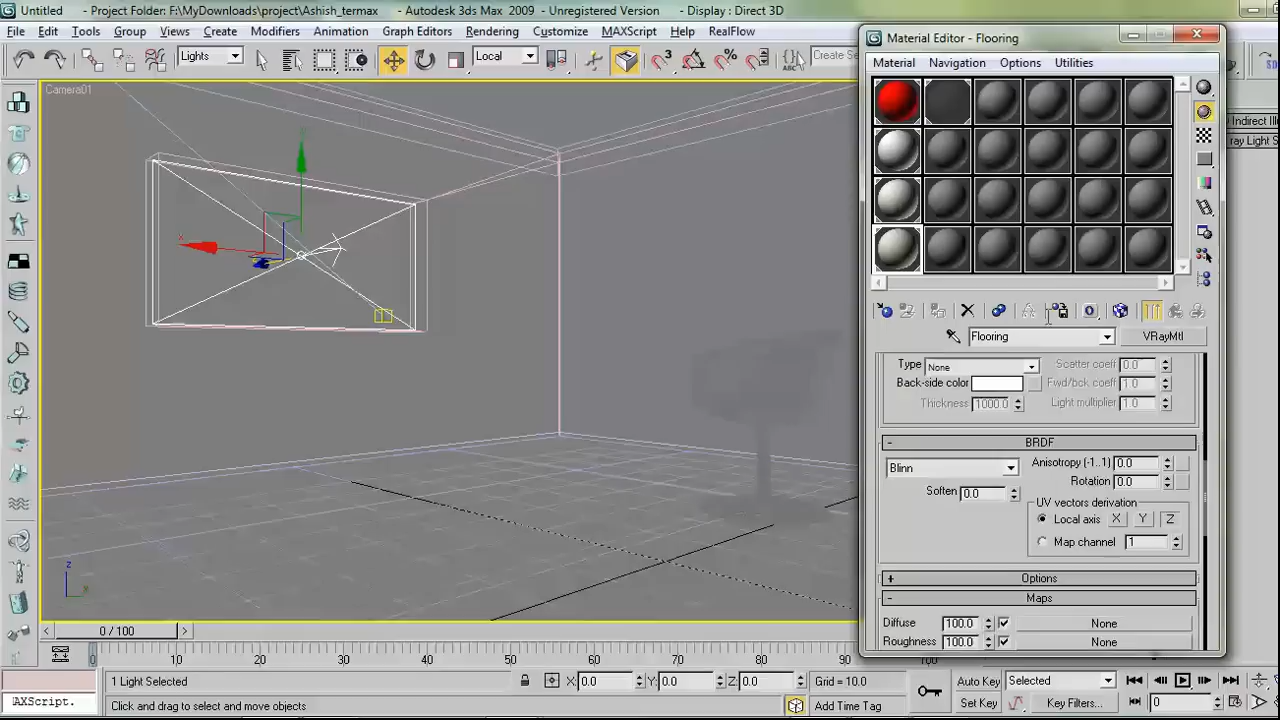 Untitled - Project Folder: F:\MyDownloads\project\Ashish_termax - Autodesk 3ds Max 2009 - Unregistered Version - Display : Direct 3D
File Edit Tools Group Views Create Modifiers Animation Graph Editors Rendering Customize MAXScript Help RealFlow
Lights Local Create Se
Camera01
x
z
x
Material Editor - Flooring
Material Navigation Options Utilities
Indirect Illu
ray Light S
Flooring VRayMtl
Type None Scatter coeff 0.0
Back-side color Fwd/bck coeff 1.0
Thickness 1000.0 Light multiplier 1.0
- BRDF
Blinn Anisotropy (-1..1) 0.0
Rotation 0.0
Soften 0.0
UV vectors derivation
Local axis X Y Z
Map channel 1
+ Options
- Maps
Diffuse 100.0 None
Roughness 100.0 None
< 0 / 100 >
0 10 20 30 40 50 60 70 80 90 100
1 Light Selected X: 0.0 Y: 0.0 Z: 0.0 Grid = 10.0 Auto Key Selected
AXScript. Click and drag to select and move objects Add Time Tag Set Key Key Filters... 0